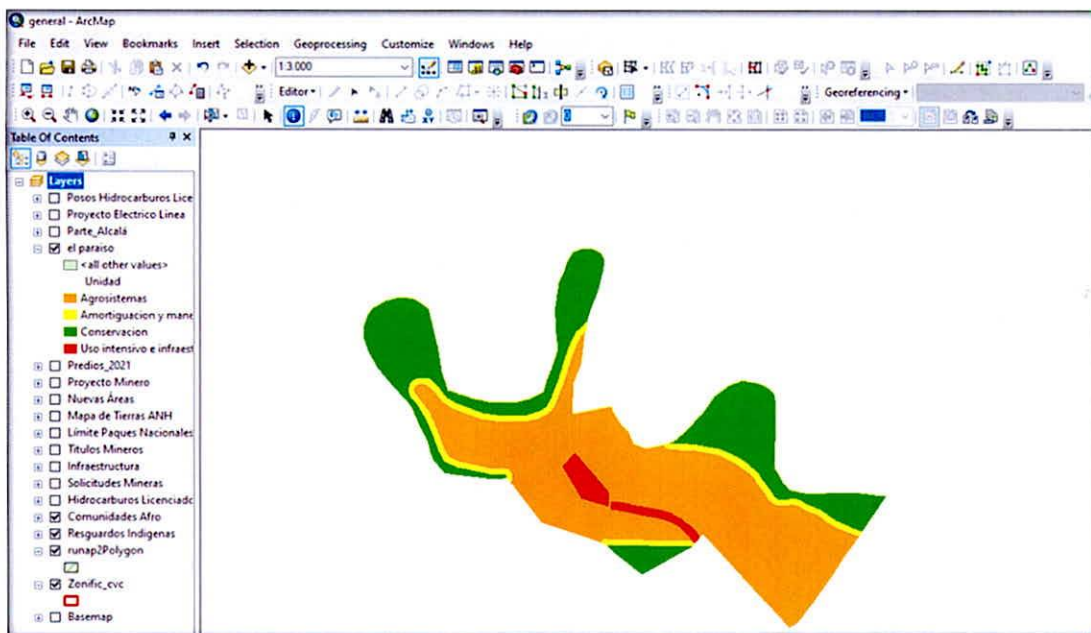 general - ArcMap
File Edit View Bookmarks Insert Selection Geoprocessing Customize Windows Help
1:3.000
Editor
Georeferencing
Table Of Contents
Layers
Posos Hidrocarburos Lice
Proyecto Electrico Linea
Parte_Alcalá
el paraiso
<all other values>
Unidad
Agrosistemas
Amortiguacion y mane
Conservacion
Uso intensivo e infraest
Predios_2021
Proyecto Minero
Nuevas Áreas
Mapa de Tierras ANH
Límite Paques Nacionales
Titulos Mineros
Infraestructura
Solicitudes Mineras
Hidrocarburos Licenciado
Comunidades Afro
Resguardos Indigenas
runap2Polygon
Zonific_cvc
Basemap